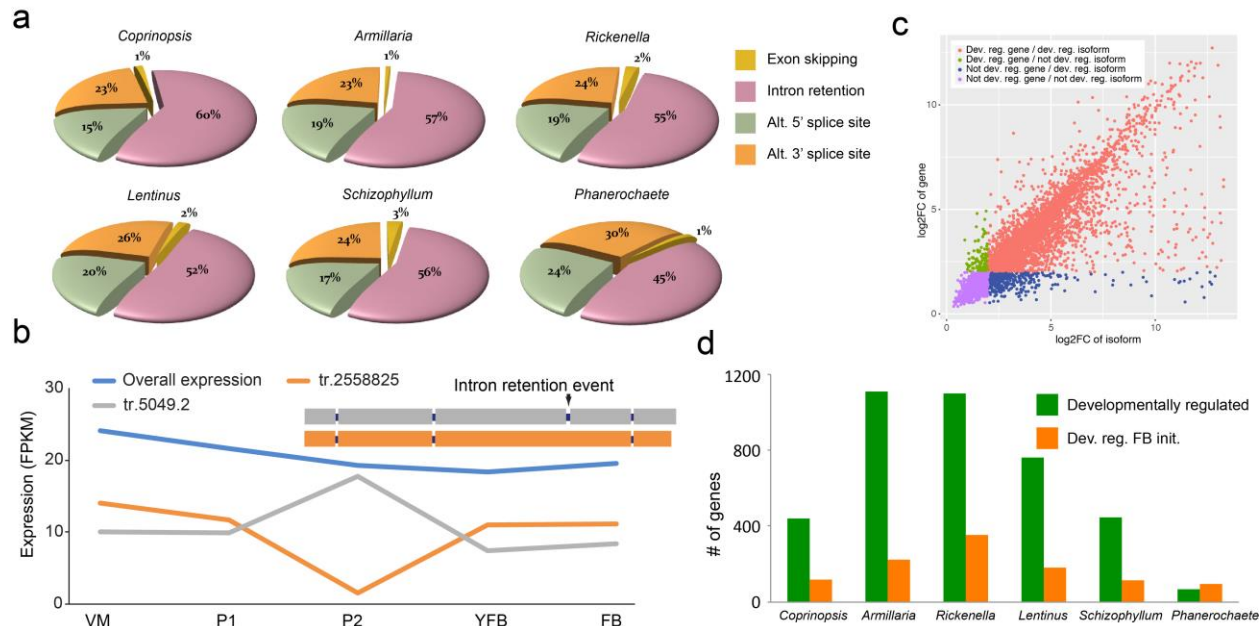 a
Coprinopsis
1%
23%
15%
60%
Armillaria
1%
23%
19%
57%
Rickenella
2%
24%
19%
55%
Exon skipping
Intron retention
Alt. 5' splice site
Alt. 3' splice site
Lentinus
2%
26%
20%
52%
Schizophyllum
3%
24%
17%
56%
Phanerochaete
1%
30%
24%
45%
b
Overall expression
tr.2558825
tr.5049.2
Intron retention event
Expression (FPKM)
30
20
10
0
VM P1 P2 YFB FB
c
Dev. reg. gene / dev. reg. isoform
Dev. reg. gene / not dev. reg. isoform
Not dev. reg. gene / dev. reg. isoform
Not dev. reg. gene / not dev. reg. isoform
log2FC of gene
10
5
0
0 5 10
log2FC of isoform
d
# of genes
1200
800
400
0
Developmentally regulated
Dev. reg. FB init.
Coprinopsis Armillaria Rickenella Lentinus Schizophyllum Phanerochaete